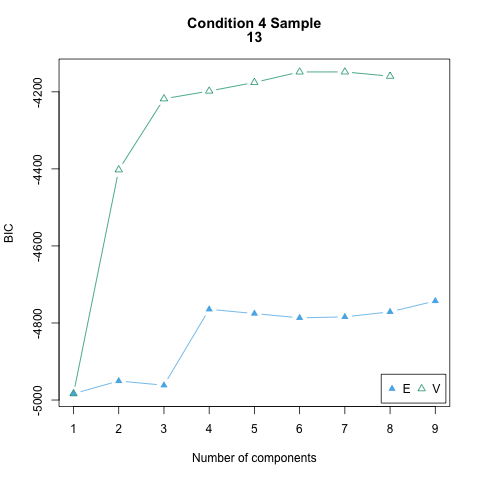 Condition 4 Sample
13
-4200
-4400
-4600
-4800
-5000
BIC
E V
1 2 3 4 5 6 7 8 9
Number of components